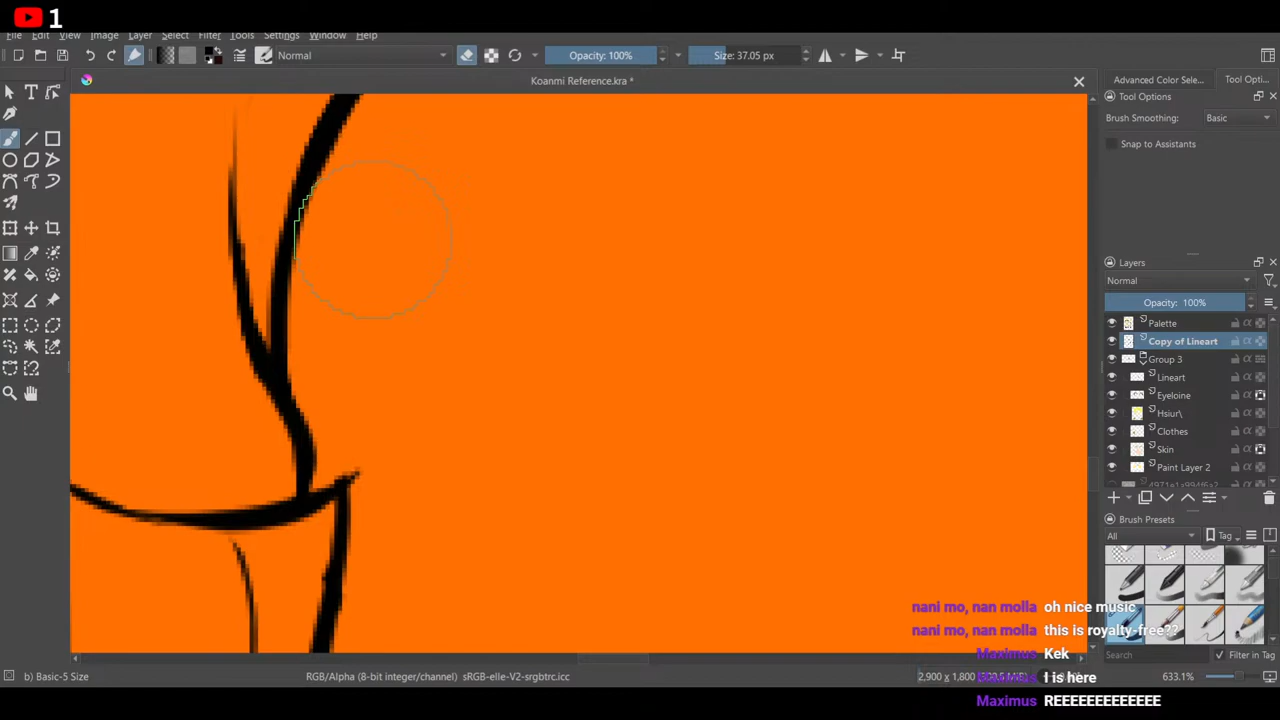 1
File Edit View Image Layer Select Filter Tools Settings Window Help
Normal
Opacity: 100%
Size: 37.05 px
Koanmi Reference.kra *
Advanced Color Sele...
Tool Opti...
Tool Options
Brush Smoothing: Basic
Snap to Assistants
Layers
Normal
Opacity: 100%
Palette
Copy of Lineart
Group 3
Lineart
Eyeloine
Hsiur\
Clothes
Skin
Paint Layer 2
Brush Presets
All
Tag
nani mo, nan molla oh nice music
nani mo, nan molla this is royalty-free??
Maximus Kek
Maximus I is here
Maximus REEEEEEEEEEEEE
Search
Filter in Tag
b) Basic-5 Size
RGB/Alpha (8-bit integer/channel) sRGB-elle-V2-srgbtrc.icc
2,900 x 1,800
633.1%